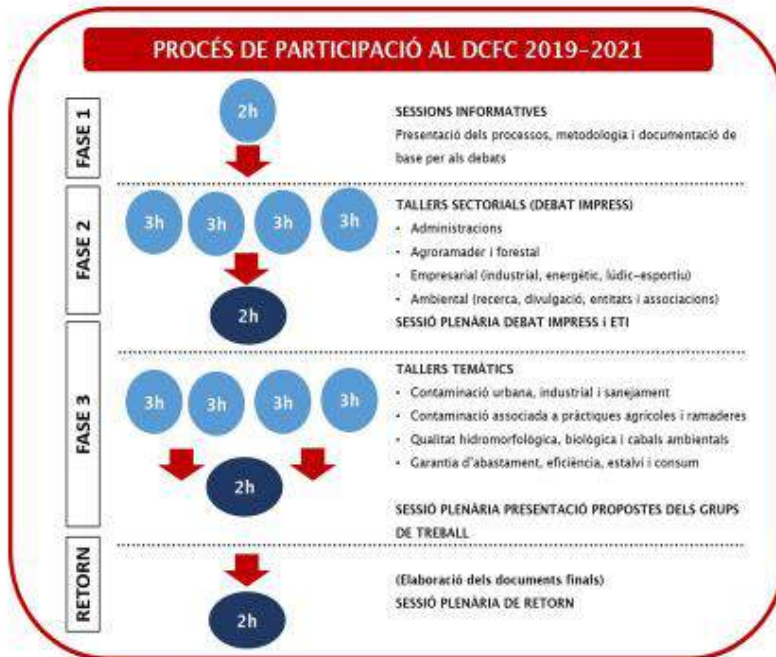 PROCÉS DE PARTICIPACIÓ AL DCFC 2019-2021
FASE 1
2h
SESSIONS INFORMATIVES
Presentació dels processos, metodologia i documentació de
base per als debats
FASE 2
3h
3h
3h
3h
2h
TALLERS SECTORIALS (DEBAT IMPRESS)
• Administracions
• Agroramader i forestal
• Empresarial (industrial, energètic, lúdic-esportiu)
• Ambiental (recerca, divulgació, entitats i associacions)
SESSIÓ PLENÀRIA DEBAT IMPRESS i ETI
FASE 3
3h
3h
3h
3h
2h
TALLERS TEMÀTICS
• Contaminació urbana, industrial i sanejament
• Contaminació associada a pràctiques agrícoles i ramaderes
• Qualitat hidromorfològica, biològica i cabals ambientals
• Garantia d'abastament, eficiència, estalvi i consum
SESSIÓ PLENÀRIA PRESENTACIÓ PROPOSTES DELS GRUPS
DE TREBALL
RETORN
2h
(Elaboració dels documents finals)
SESSIÓ PLENÀRIA DE RETORN